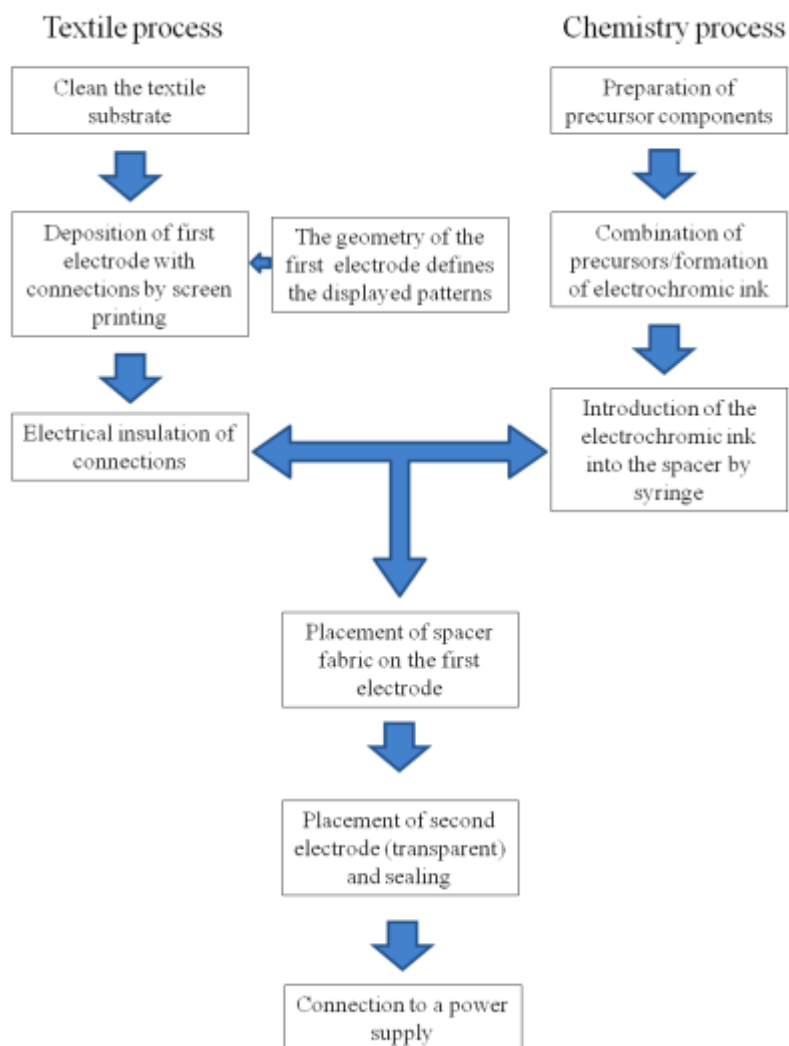 Textile process
Chemistry process
Clean the textile
substrate
Preparation of
precursor components
Deposition of first
electrode with
connections by screen
printing
The geometry of the
first electrode defines
the displayed patterns
Combination of
precursors/formation
of electrochromic ink
Electrical insulation of
connections
Introduction of the
electrochromic ink
into the spacer by
syringe
Placement of spacer
fabric on the first
electrode
Placement of second
electrode (transparent)
and sealing
Connection to a power
supply